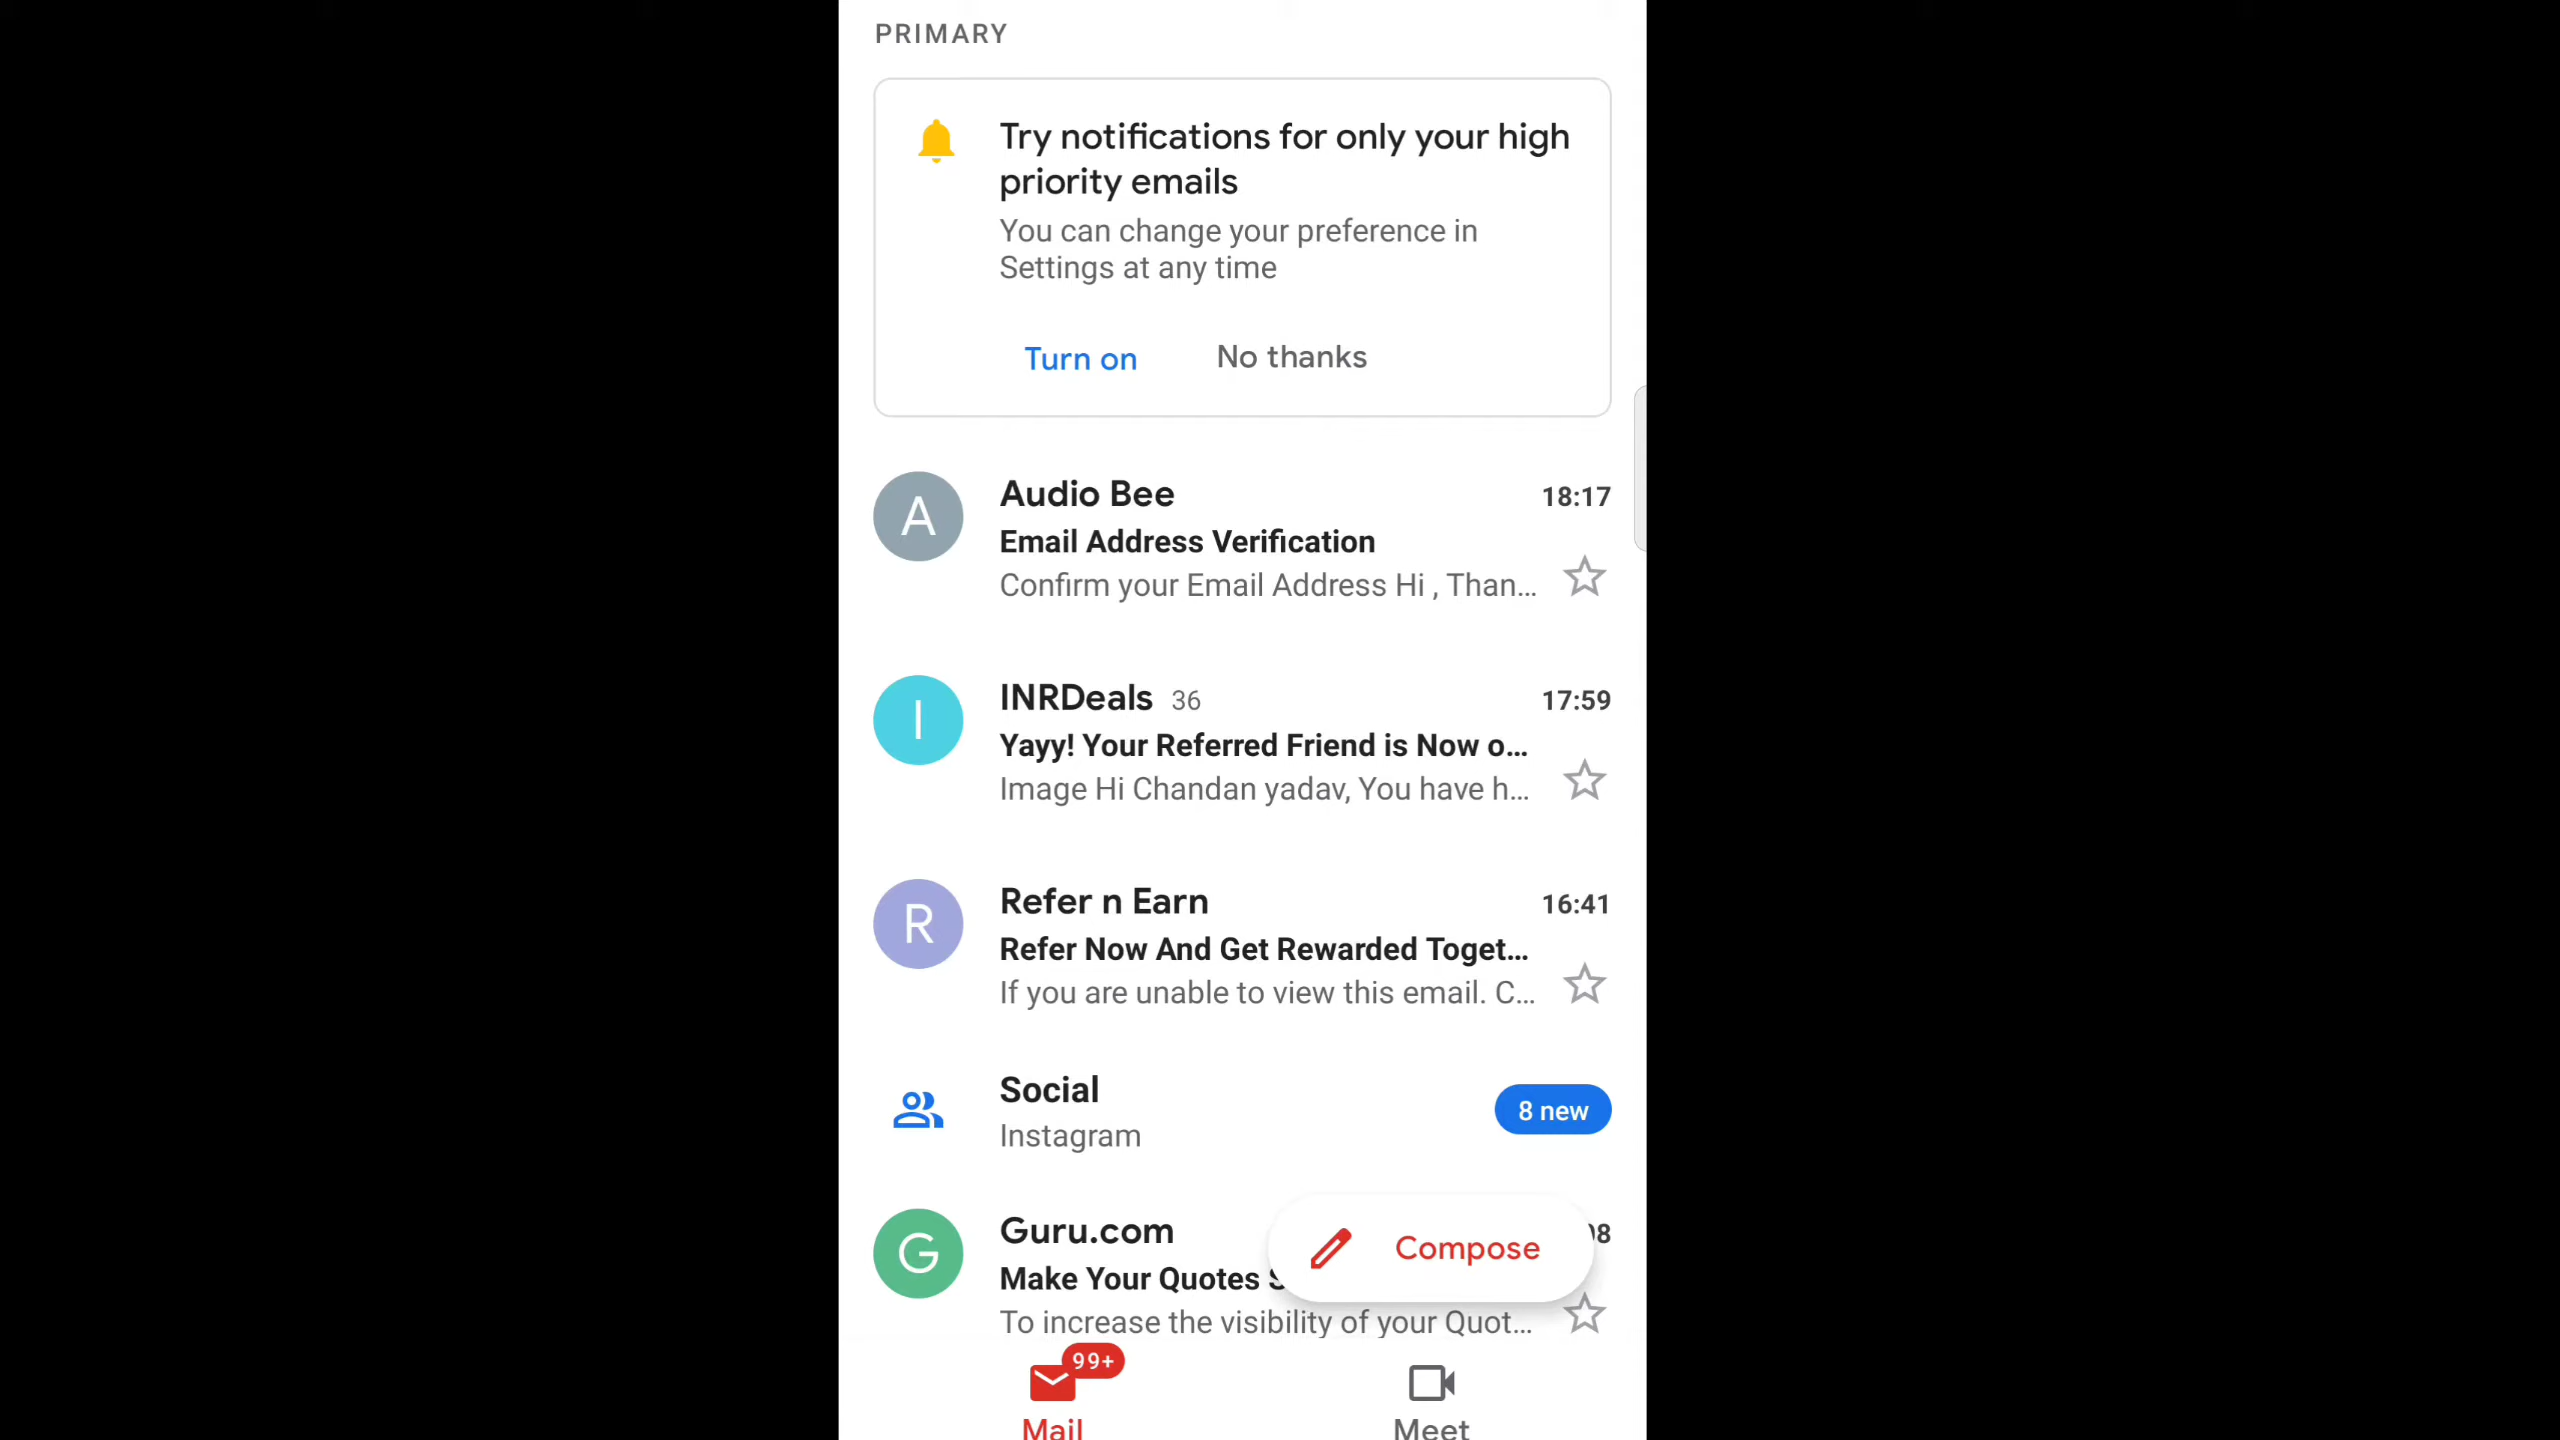 PRIMARY
Try notifications for only your high
priority emails
You can change your preference in
Settings at any time
Turn on No thanks
A
Audio Bee 18:17
Email Address Verification
Confirm your Email Address Hi , Than...
I
INRDeals 36 17:59
Yayy! Your Referred Friend is Now o...
Image Hi Chandan yadav, You have h...
R
Refer n Earn 16:41
Refer Now And Get Rewarded Toget...
If you are unable to view this email. C...
Social 8 new
Instagram
G
Guru.com
Make Your Quotes
To increase the visibility of your Quot...
Compose
99+
Mail Meet